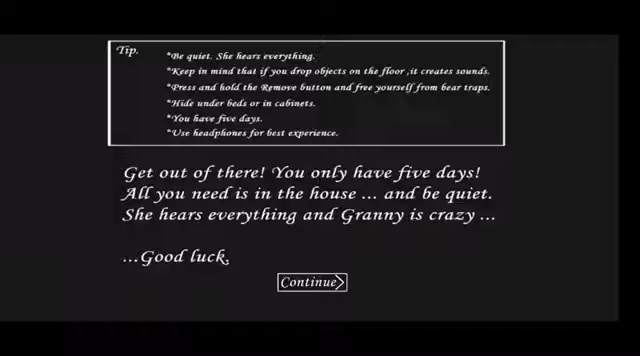 Tip.
*Be quiet. She hears everything.
*Keep in mind that if you drop objects on the floor ,it creates sounds.
*Press and hold the Remove button and free yourself from bear traps.
*Hide under beds or in cabinets.
*You have five days.
*Use headphones for best experience.
Get out of there! You only have five days!
All you need is in the house ... and be quiet.
She hears everything and Granny is crazy ...
...Good luck.
Continue